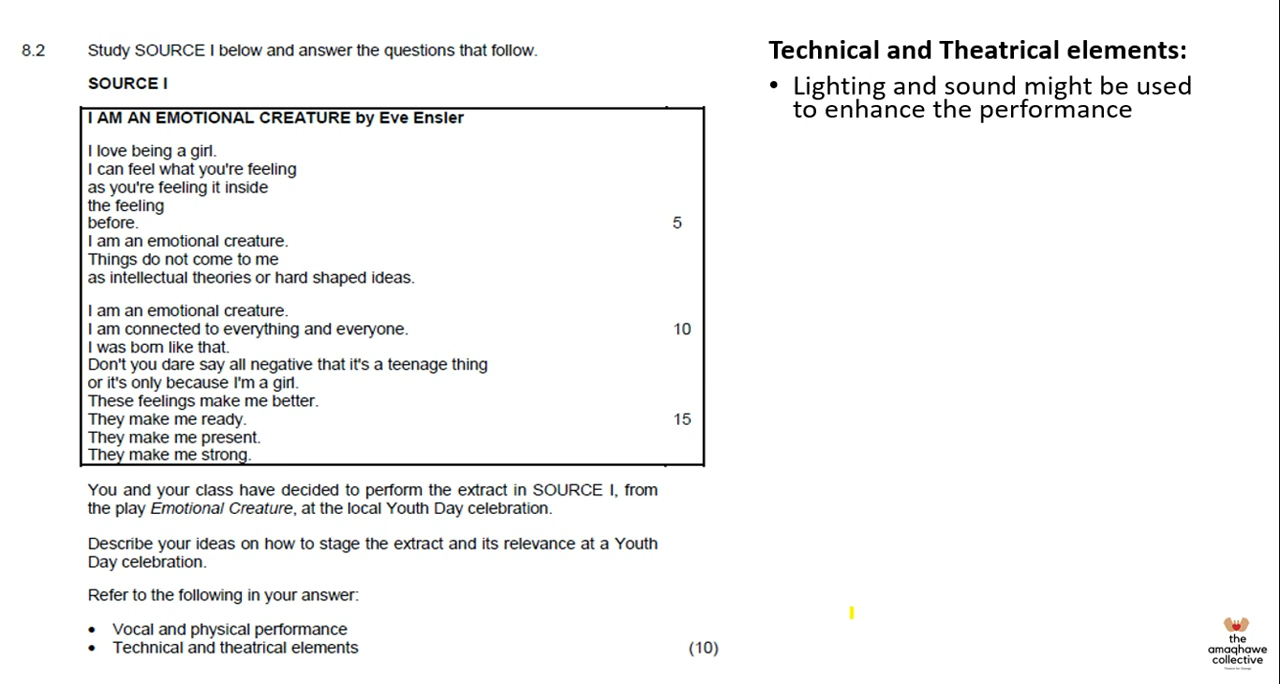 8.2 Study SOURCE I below and answer the questions that follow.
SOURCE I
I AM AN EMOTIONAL CREATURE by Eve Ensler
I love being a girl.
I can feel what you're feeling
as you're feeling it inside
the feeling
before. 5
I am an emotional creature.
Things do not come to me
as intellectual theories or hard shaped ideas.
I am an emotional creature.
I am connected to everything and everyone. 10
I was born like that.
Don't you dare say all negative that it's a teenage thing
or it's only because I'm a girl.
These feelings make me better.
They make me ready. 15
They make me present.
They make me strong.
You and your class have decided to perform the extract in SOURCE I, from
the play Emotional Creature, at the local Youth Day celebration.
Describe your ideas on how to stage the extract and its relevance at a Youth
Day celebration.
Refer to the following in your answer:
• Vocal and physical performance
• Technical and theatrical elements (10)
Technical and Theatrical elements:
• Lighting and sound might be used
to enhance the performance
the
amaqhawe
collective